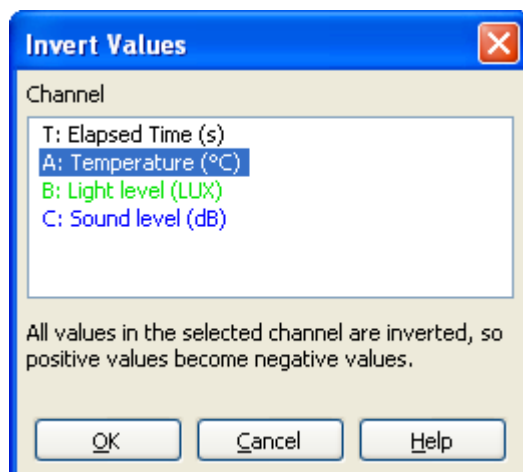 Invert Values
Channel
T: Elapsed Time (s)
A: Temperature (°C)
B: Light level (LUX)
C: Sound level (dB)
All values in the selected channel are inverted, so
positive values become negative values.
OK
Cancel
Help